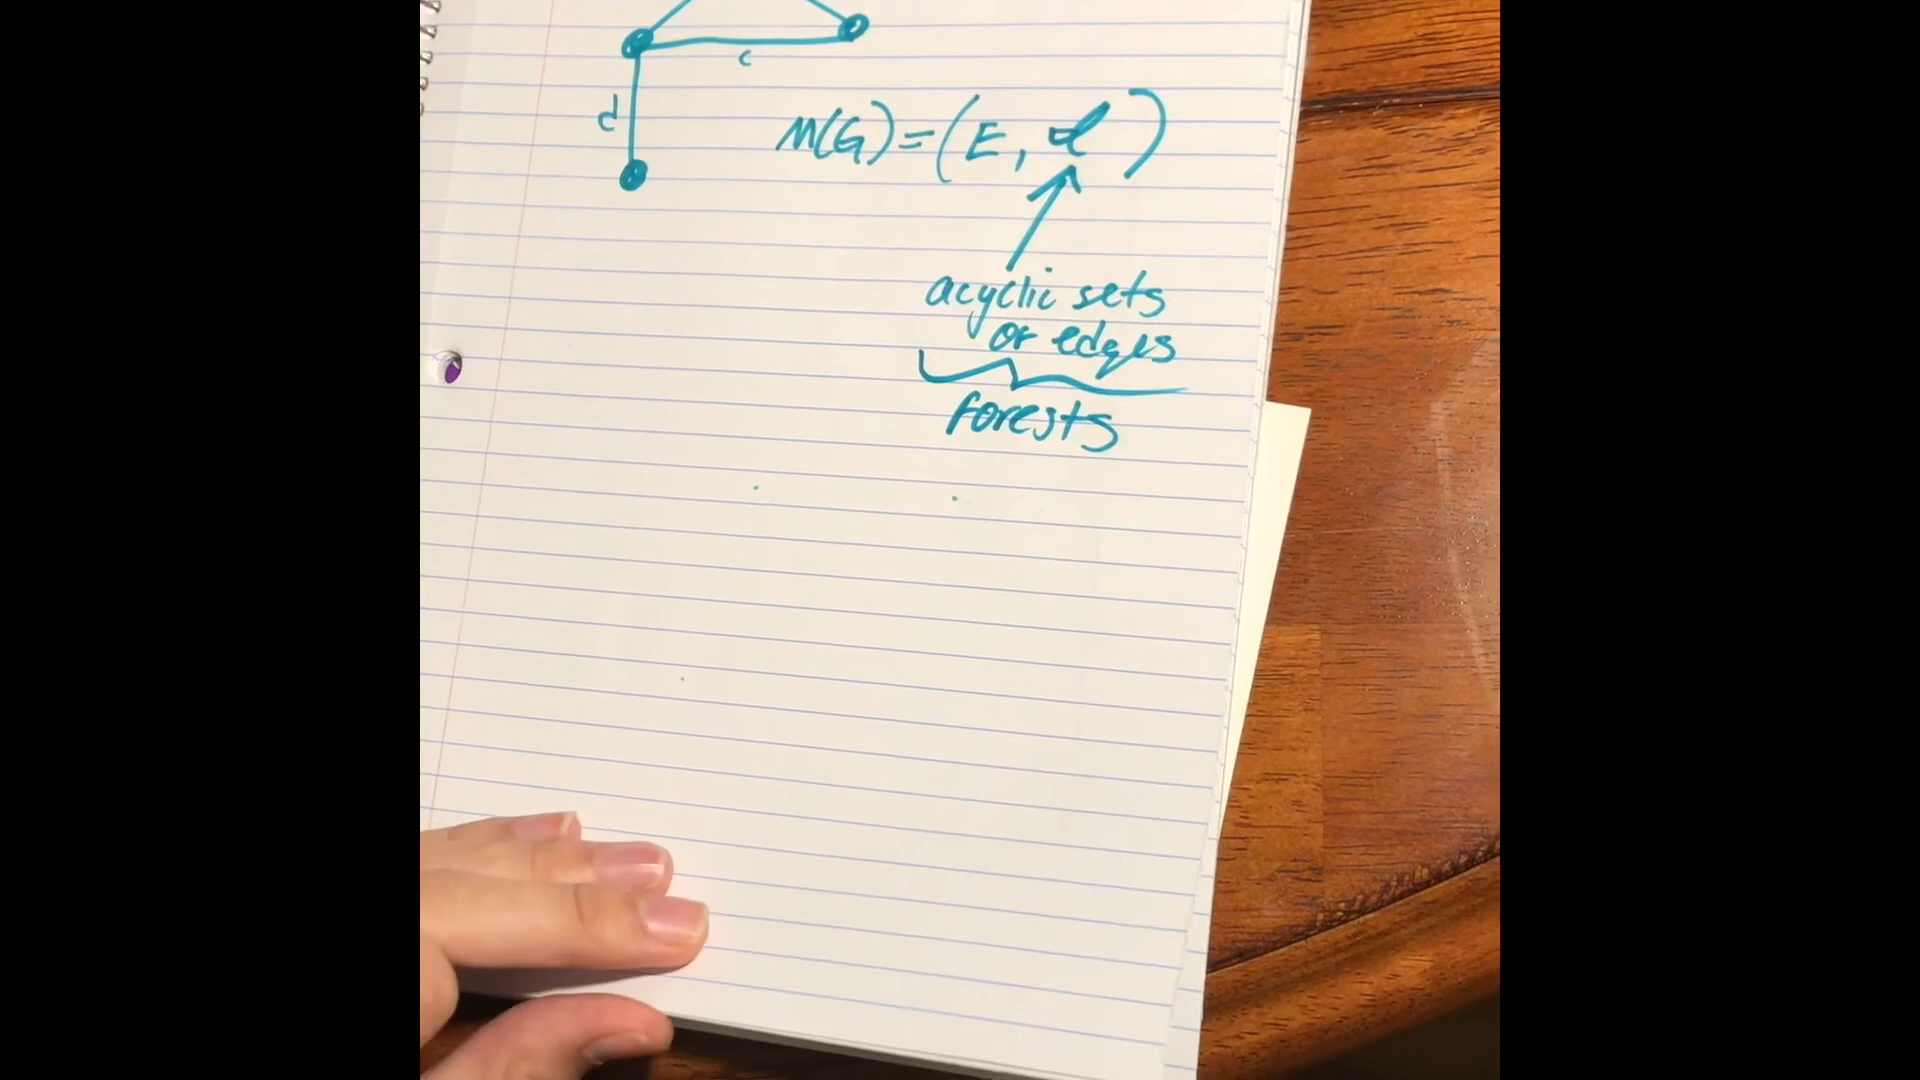 c
d
M(G)=(E, I)
acyclic sets
of edges
forests